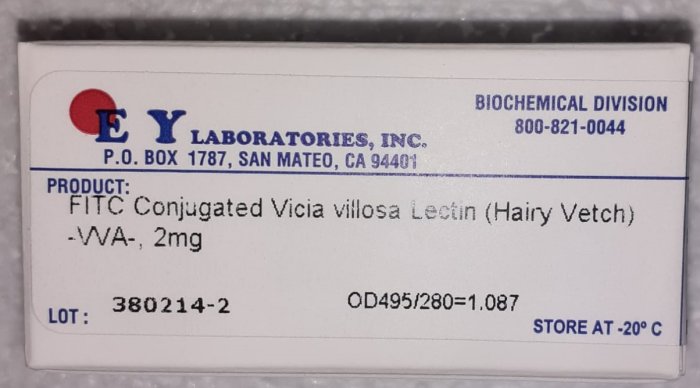 E Y LABORATORIES, INC.
P.O. BOX 1787, SAN MATEO, CA 94401
BIOCHEMICAL DIVISION
800-821-0044
PRODUCT:
FITC Conjugated Vicia villosa Lectin (Hairy Vetch)
-VVA-, 2mg
LOT: 380214-2 OD495/280=1.087
STORE AT -20° C